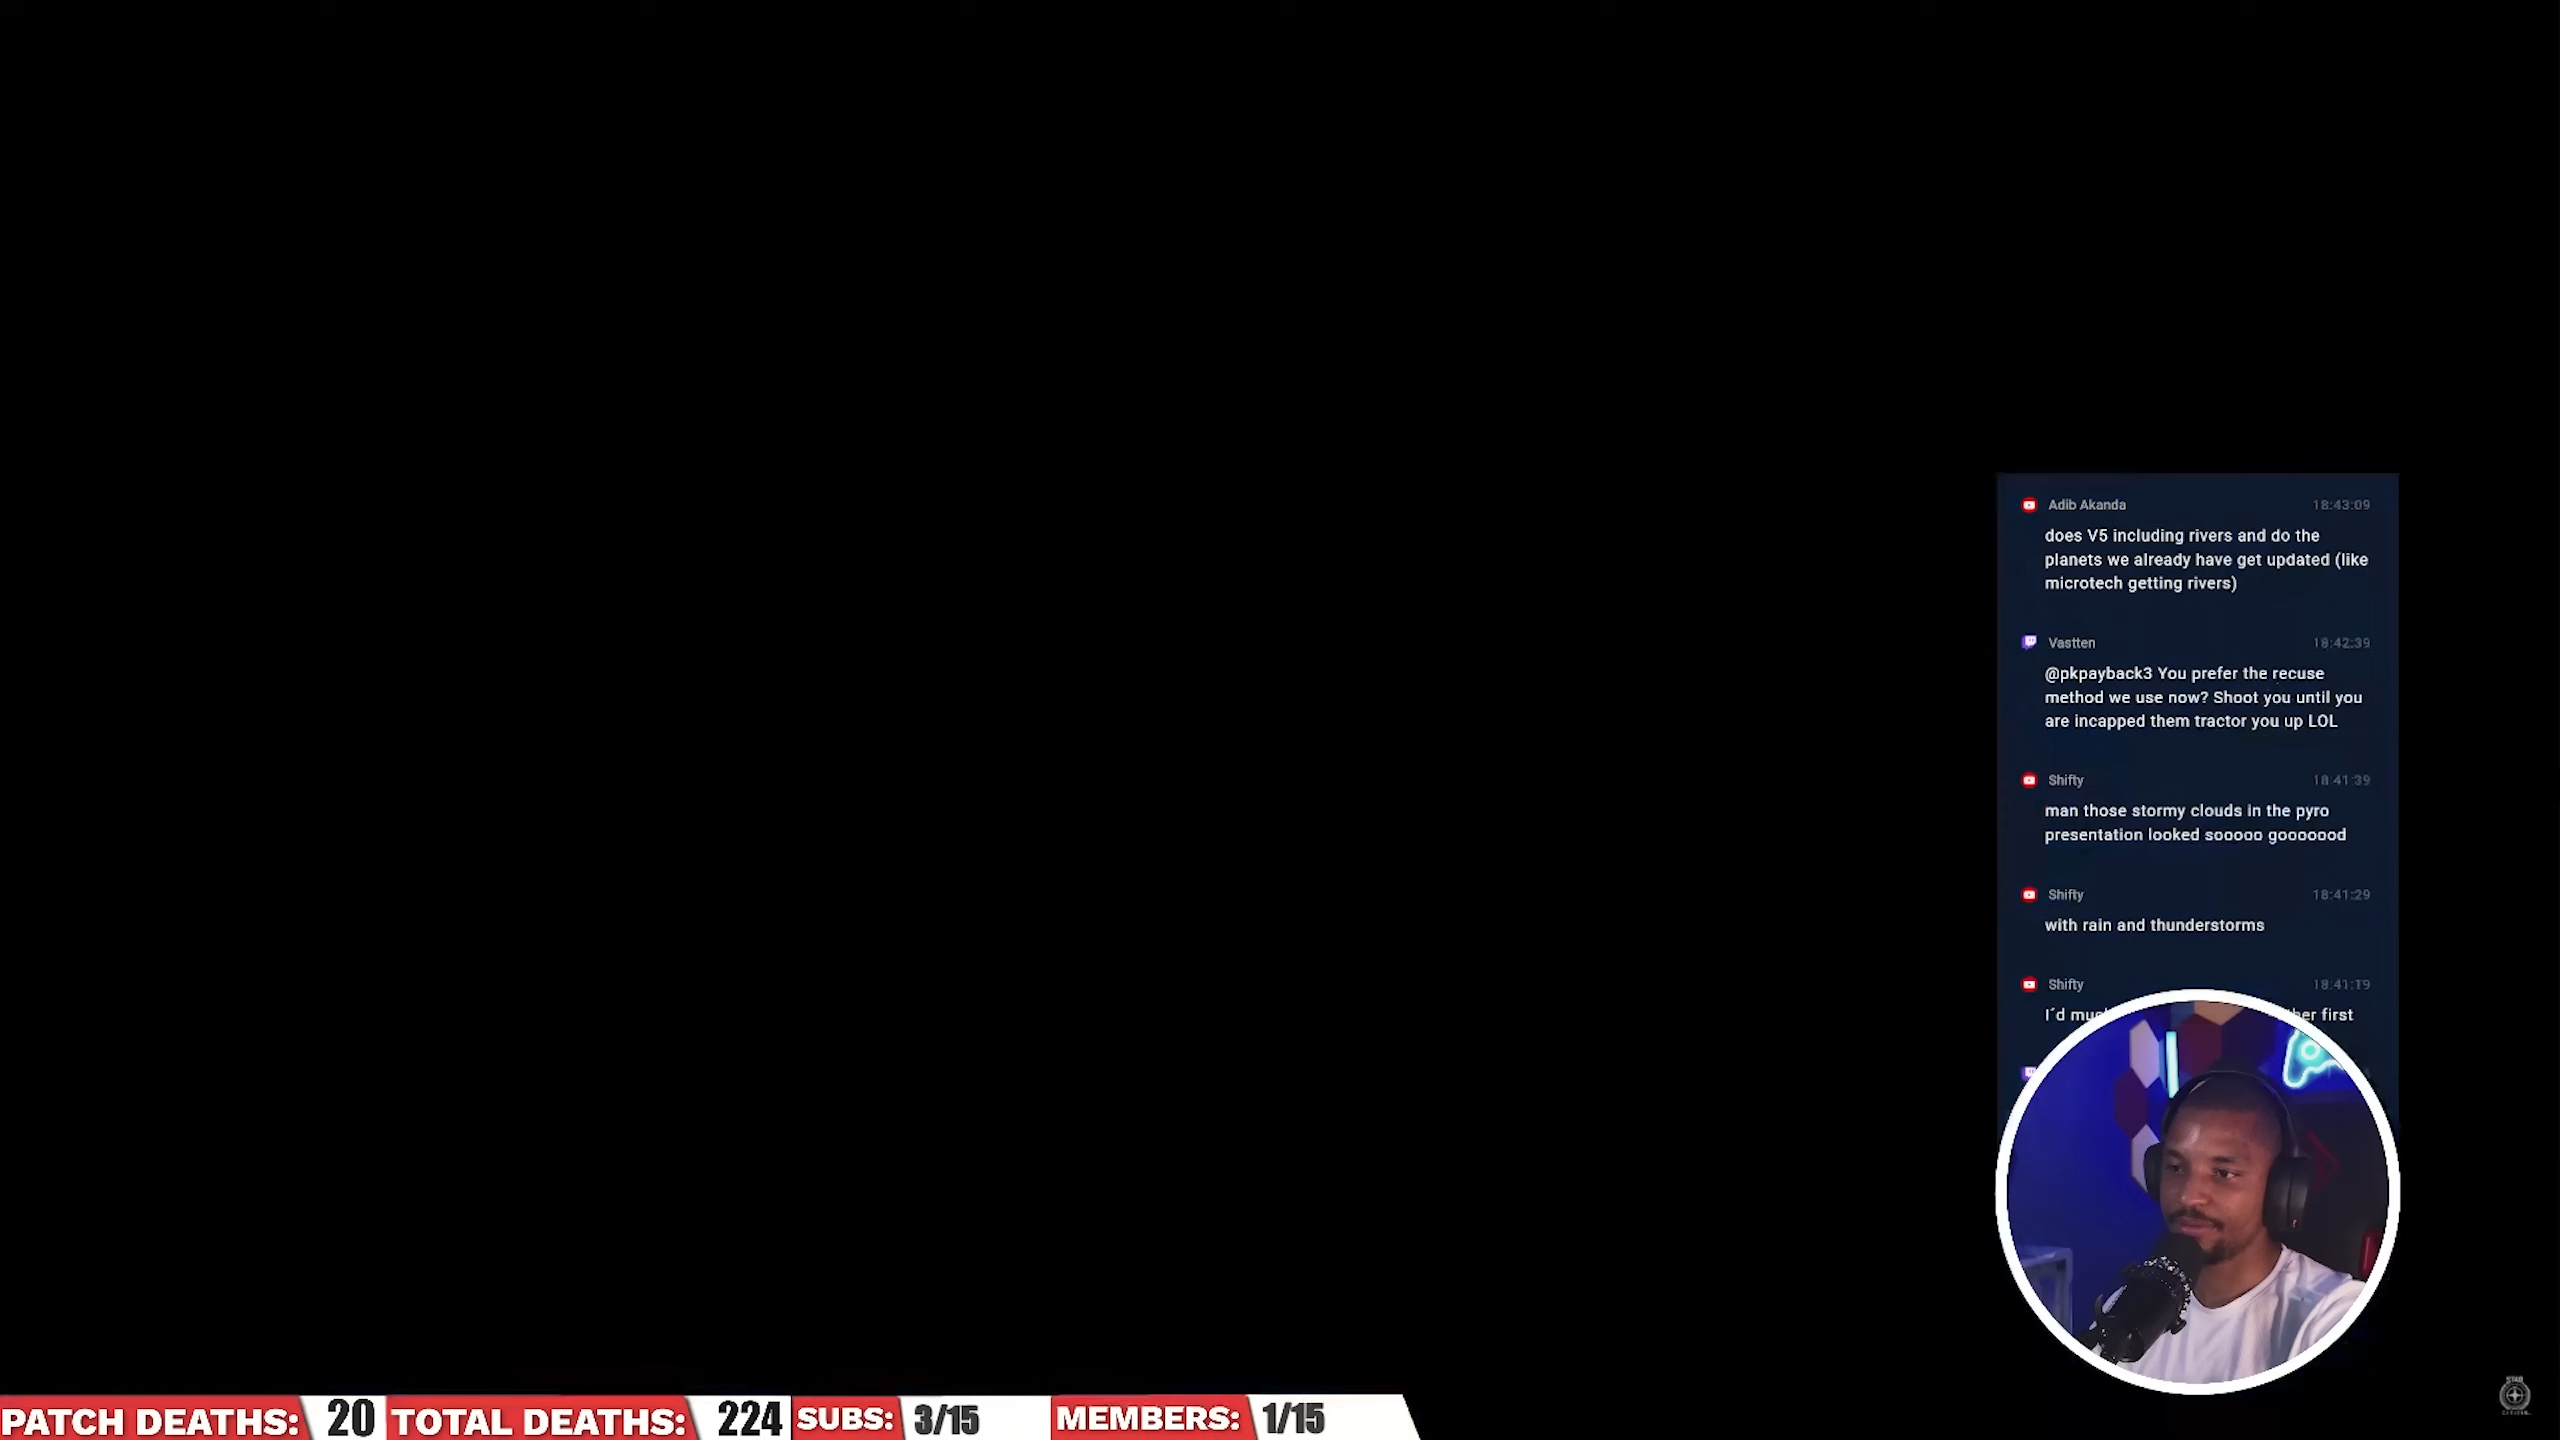 Adib Akanda 18:43:09
does V5 including rivers and do the
planets we already have get updated (like
microtech getting rivers)
Vastten 18:42:39
@pkpayback3 You prefer the recuse
method we use now? Shoot you until you
are incapped them tractor you up LOL
Shifty 18:41:39
man those stormy clouds in the pyro
presentation looked sooooo gooooood
Shifty 18:41:29
with rain and thunderstorms
Shifty 18:41:19
I´d first
PATCH DEATHS: 20 TOTAL DEATHS: 224 SUBS: 3/15 MEMBERS: 1/15